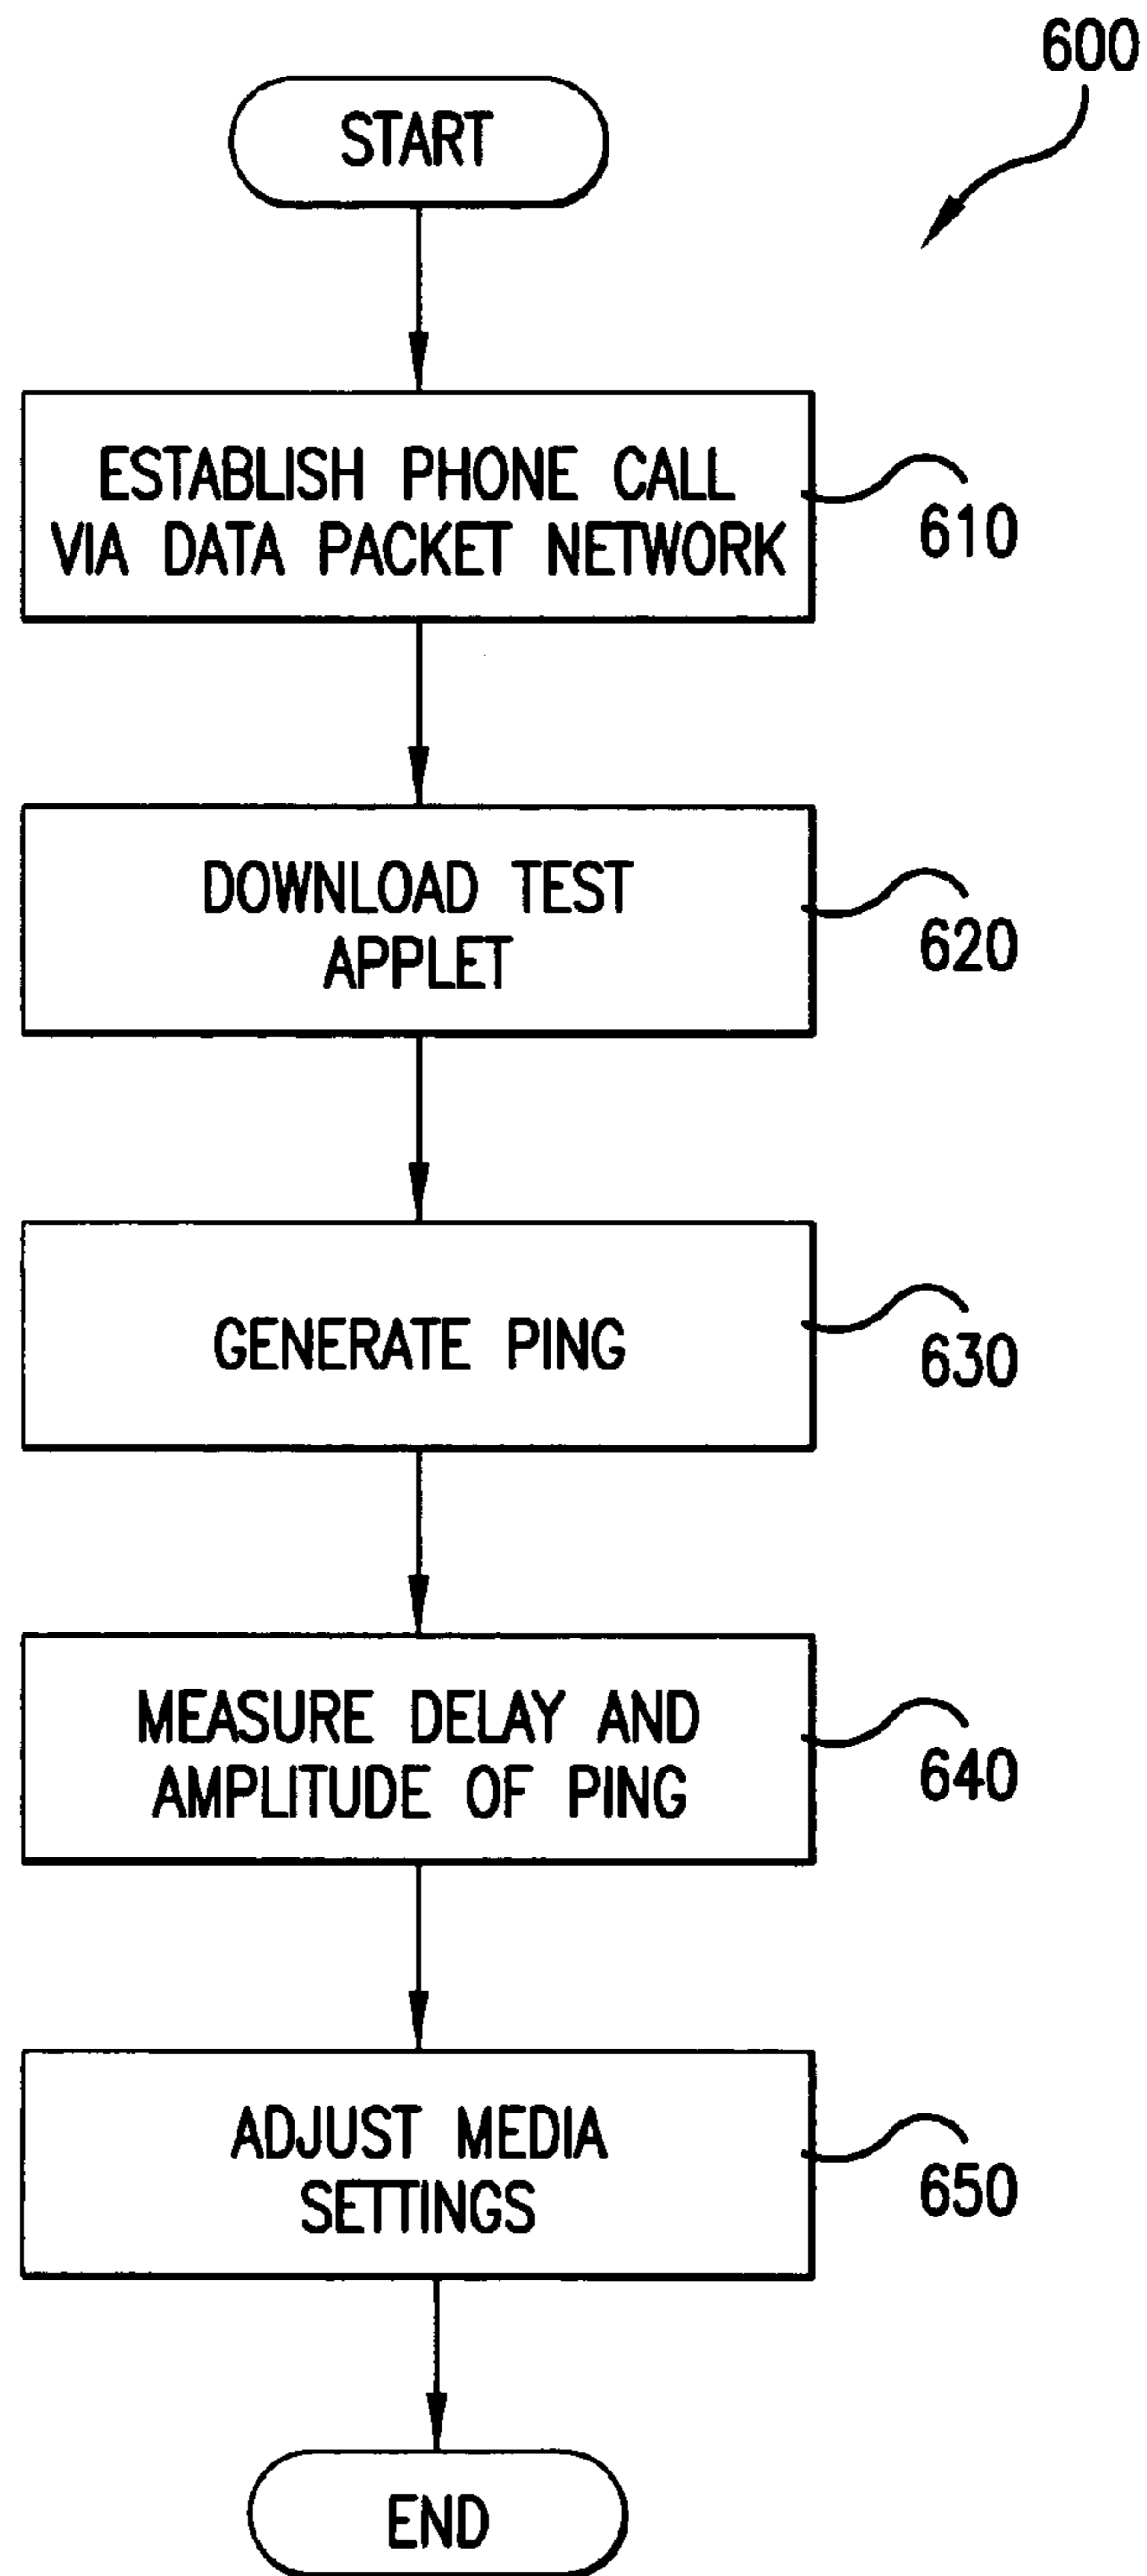 600
START
ESTABLISH PHONE CALL
VIA DATA PACKET NETWORK
610
DOWNLOAD TEST
APPLET
620
GENERATE PING
630
MEASURE DELAY AND
AMPLITUDE OF PING
640
ADJUST MEDIA
SETTINGS
650
END